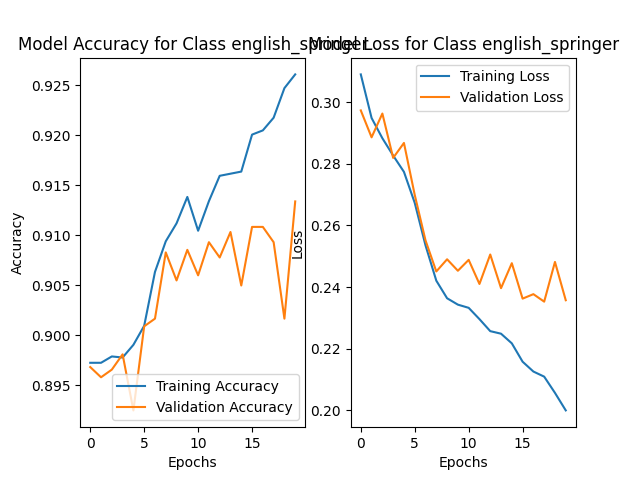 Model Accuracy for Class english_springer
Model Loss for Class english_springer
0.925
0.920
0.915
0.910
0.905
0.900
0.895
Accuracy
Training Accuracy
Validation Accuracy
0 5 10 15
Epochs
0.30
0.28
0.26
0.24
0.22
0.20
Loss
Training Loss
Validation Loss
0 5 10 15
Epochs